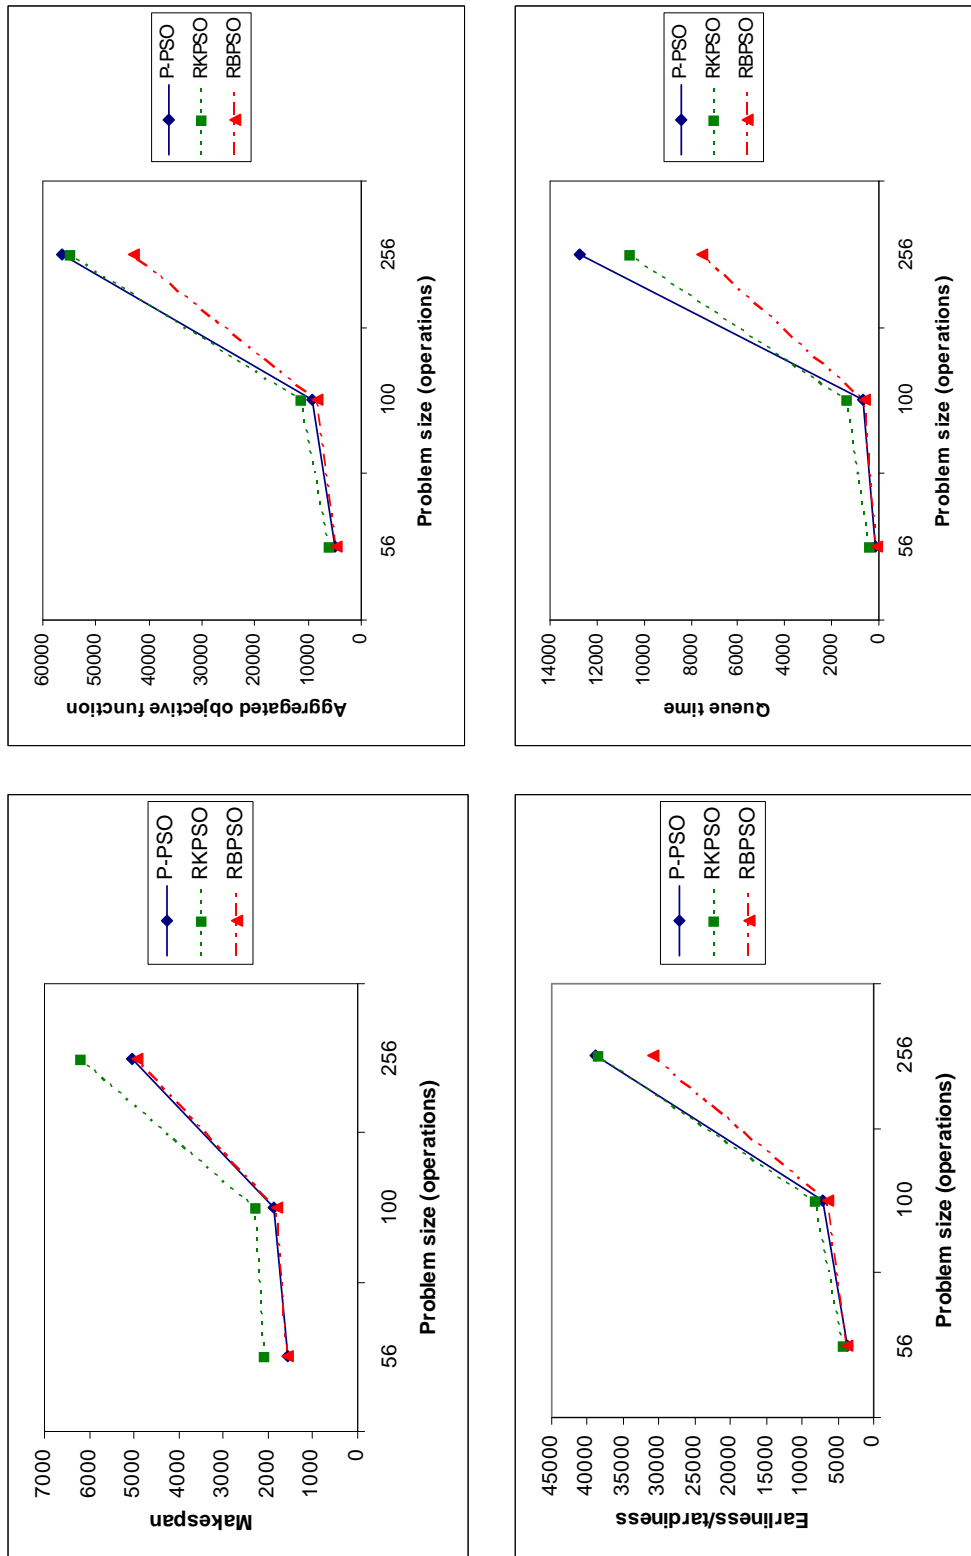 Makespan
7000
6000
5000
4000
3000
2000
1000
0
56
100
256
Problem size (operations)
P-PSO
RKPSO
RBPSO
Aggregated objective function
60000
50000
40000
30000
20000
10000
0
56
100
256
Problem size (operations)
P-PSO
RKPSO
RBPSO
Earliness/tardiness
45000
40000
35000
30000
25000
20000
15000
10000
5000
0
56
100
256
Problem size (operations)
P-PSO
RKPSO
RBPSO
Queue time
14000
12000
10000
8000
6000
4000
2000
0
56
100
256
Problem size (operations)
P-PSO
RKPSO
RBPSO